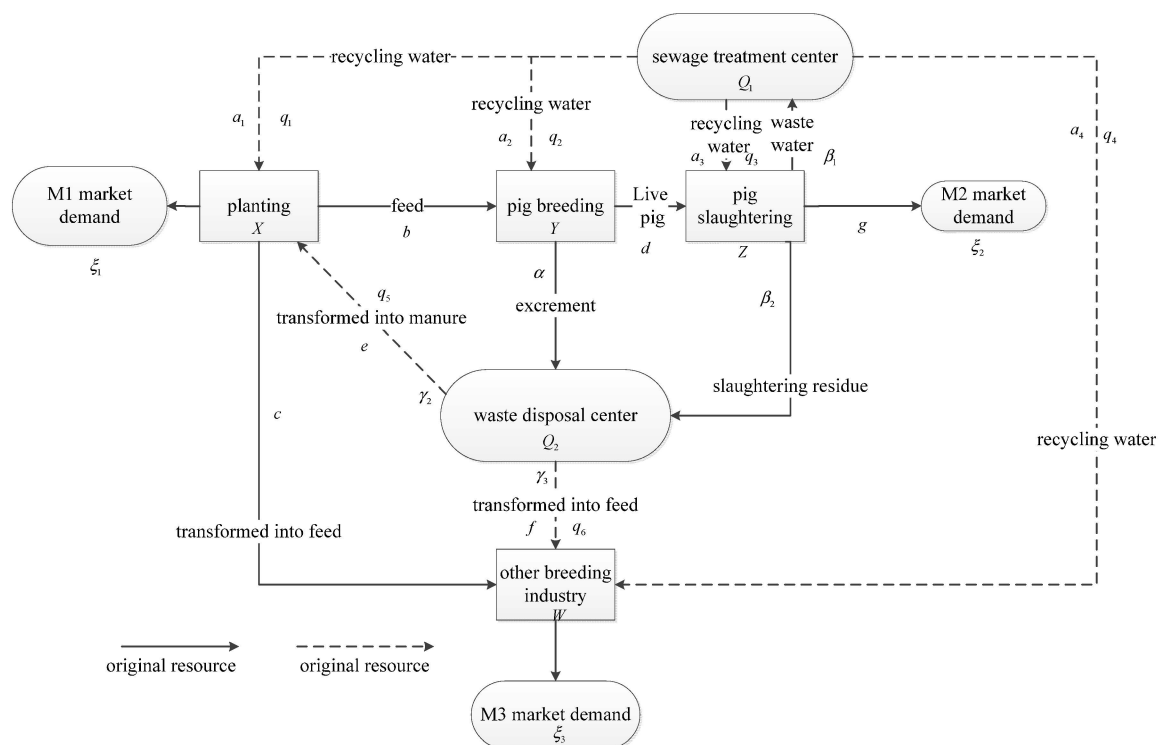 recycling water
sewage treatment center
Q₁
recycling water
recycling
water
waste
water
a₁
q₁
a₂
q₂
a₃
q₃
β₁
a₄
q₄
M1 market
demand
ξ₁
planting
X
feed
b
pig breeding
Y
Live
pig
d
pig
slaughtering
Z
g
M2 market
demand
ξ₂
α
β₂
excrement
q₅
transformed into manure
e
γ₂
slaughtering residue
c
waste disposal center
Q₂
recycling water
γ₃
transformed into feed
f
q₆
transformed into feed
other breeding
industry
W
original resource
original resource
M3 market demand
ξ₃